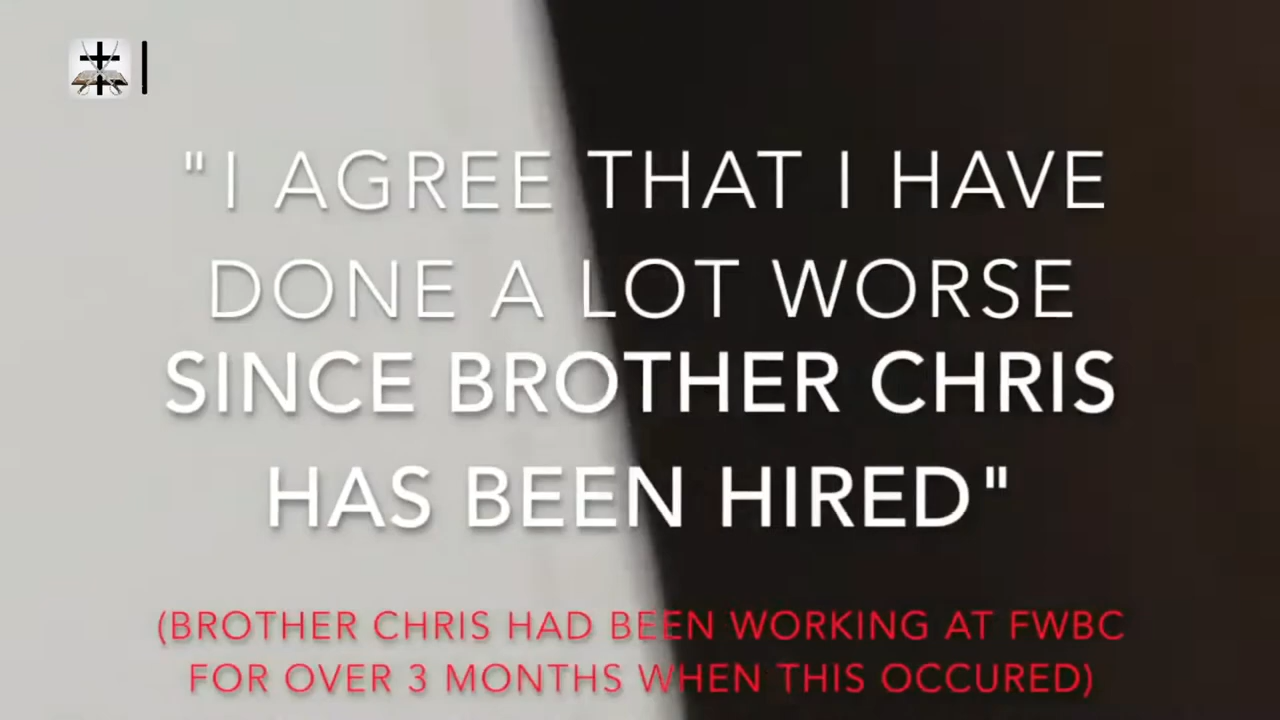 "I AGREE THAT I HAVE
DONE A LOT WORSE
SINCE BROTHER CHRIS
HAS BEEN HIRED"
(BROTHER CHRIS HAD BEEN WORKING AT FWBC
FOR OVER 3 MONTHS WHEN THIS OCCURED)